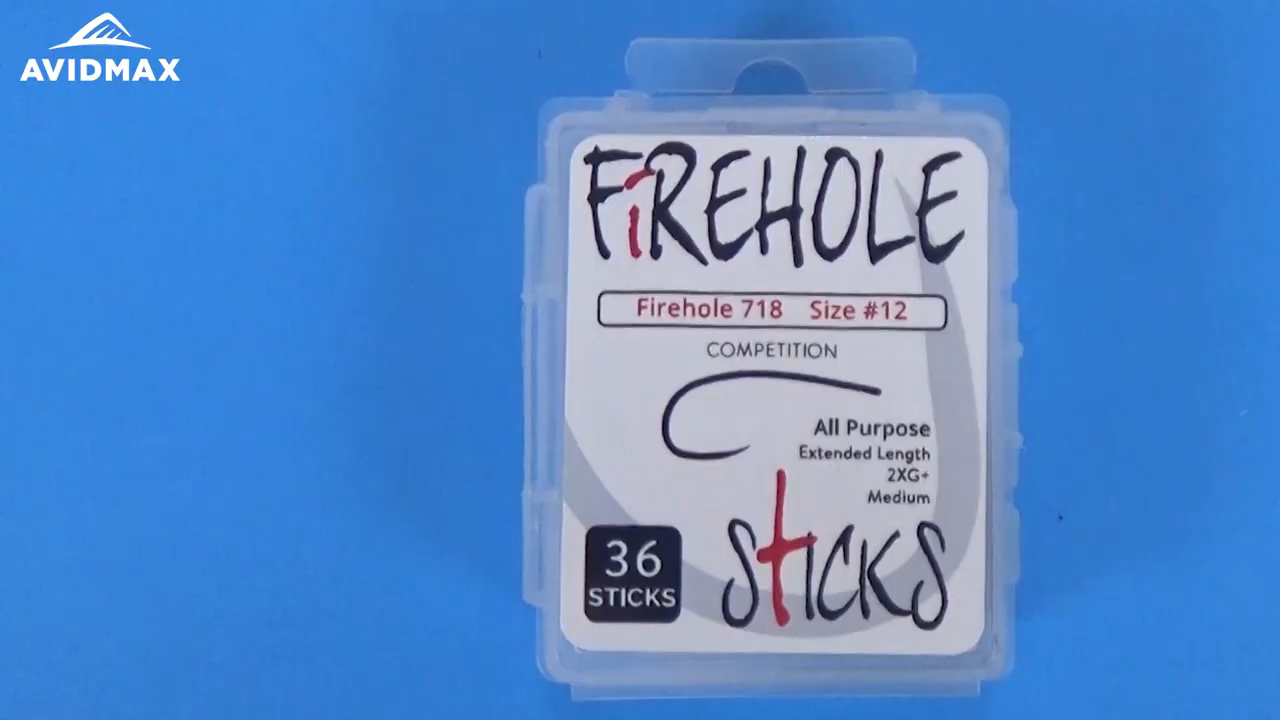 AVIDMAX
FiREHOLE
Firehole 718 Size #12
COMPETITION
All Purpose
Extended Length
2XG+
Medium
36
STICKS
STICKS